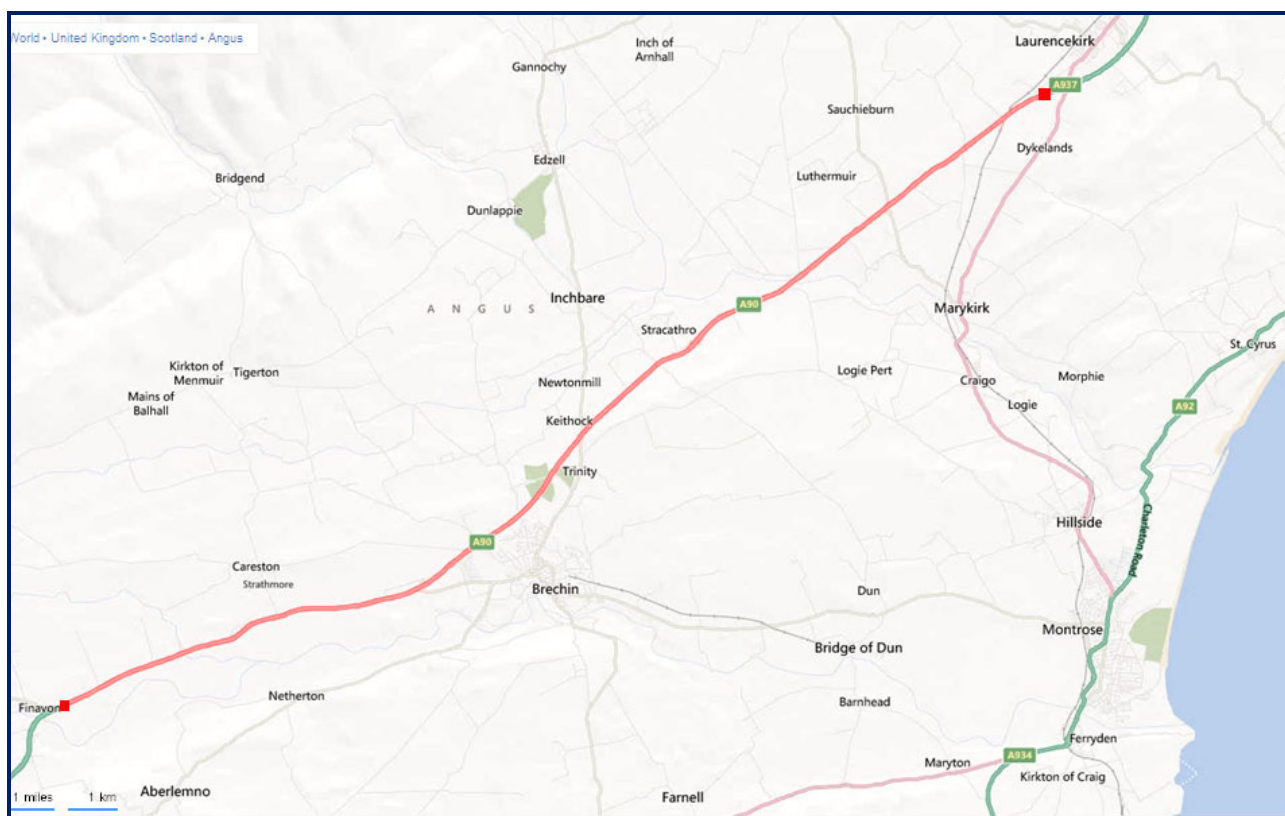 World • United Kingdom • Scotland • Angus
Inch of
Arnhall
Laurencekirk
Gannochy
A937
Sauchieburn
Dykelands
Edzell
Bridgend
Luthermuir
Dunlappie
ANGUS
Inchbare
A90
Marykirk
Stracathro
St. Cyrus
Kirkton of
Menmuir
Tigerton
Logie Pert
Newtonmill
Craigo
Morphie
Mains of
Balhall
Logie
A92
Keithock
Trinity
Charleton Road
Hillside
A90
Careston
Strathmore
Brechin
Dun
Montrose
Bridge of Dun
Netherton
Barnhead
Finavon
Ferryden
A934
Maryton
Kirkton of Craig
Aberlemno
Farnell
1 miles
1 km